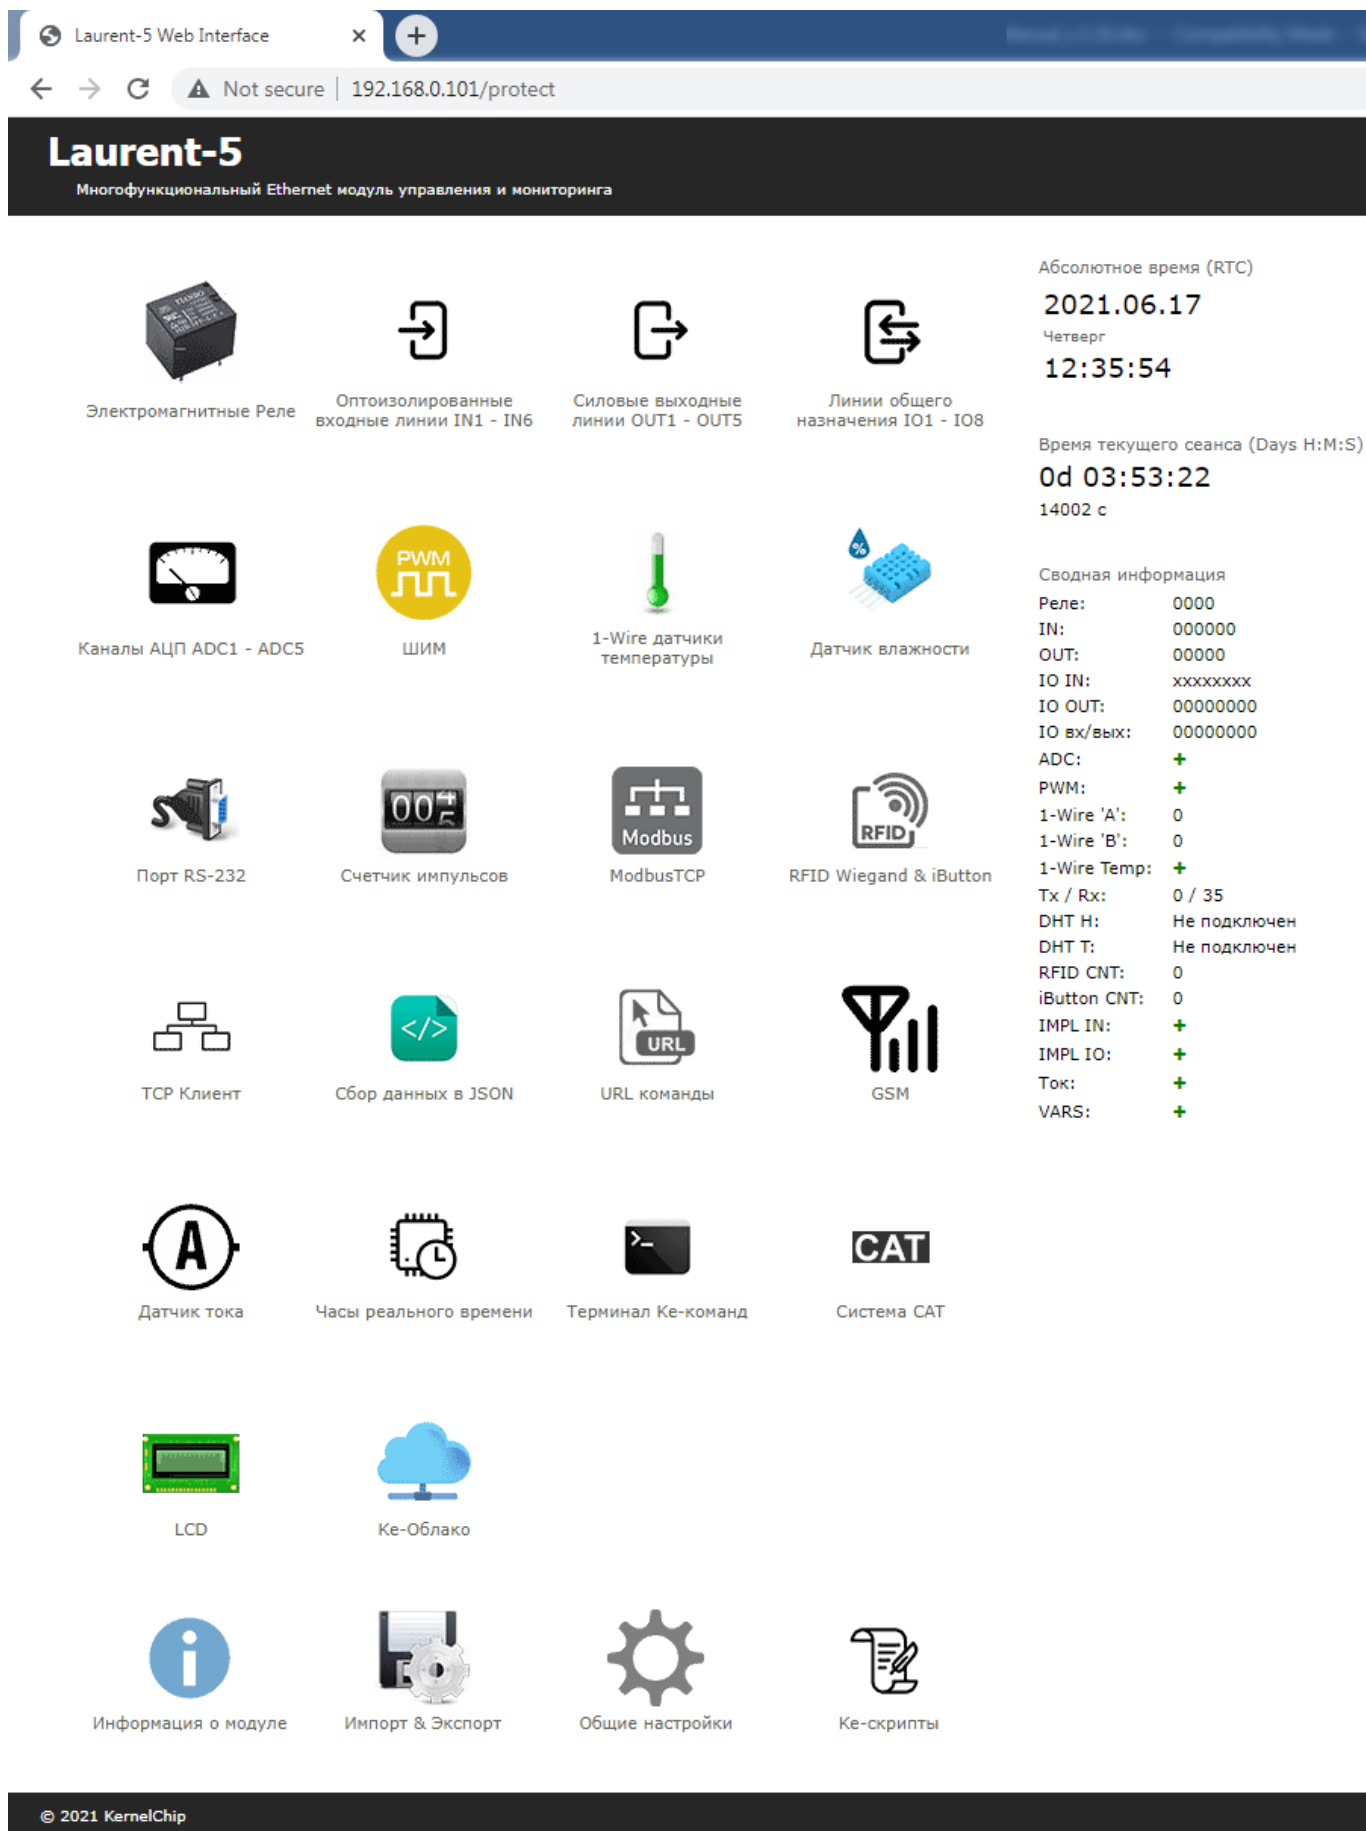 Laurent-5 Web Interface
Not secure | 192.168.0.101/protect
Laurent-5
Многофункциональный Ethernet модуль управления и мониторинга
Электромагнитные Реле
Оптоизолированные
входные линии IN1 - IN6
Силовые выходные
линии OUT1 - OUT5
Линии общего
назначения IO1 - IO8
Каналы АЦП ADC1 - ADC5
PWM
ШИМ
1-Wire датчики
температуры
%
Датчик влажности
Порт RS-232
Счетчик импульсов
Modbus
ModbusTCP
RFID
RFID Wiegand & iButton
TCP Клиент
</>
Сбор данных в JSON
URL
URL команды
GSM
A
Датчик тока
Часы реального времени
>_
Терминал Ke-команд
CAT
Система CAT
LCD
Ke-Облако
i
Информация о модуле
Импорт & Экспорт
Общие настройки
Ke-скрипты
Абсолютное время (RTC)
2021.06.17
Четверг
12:35:54
Время текущего сеанса (Days H:M:S)
0d 03:53:22
14002 с
Сводная информация
Реле: 0000
IN: 000000
OUT: 00000
IO IN: xxxxxxxx
IO OUT: 00000000
IO вх/вых: 00000000
ADC: +
PWM: +
1-Wire 'A': 0
1-Wire 'B': 0
1-Wire Temp: +
Tx / Rx: 0 / 35
DHT H: Не подключен
DHT T: Не подключен
RFID CNT: 0
iButton CNT: 0
IMPL IN: +
IMPL IO: +
Ток: +
VARS: +
© 2021 KernelChip